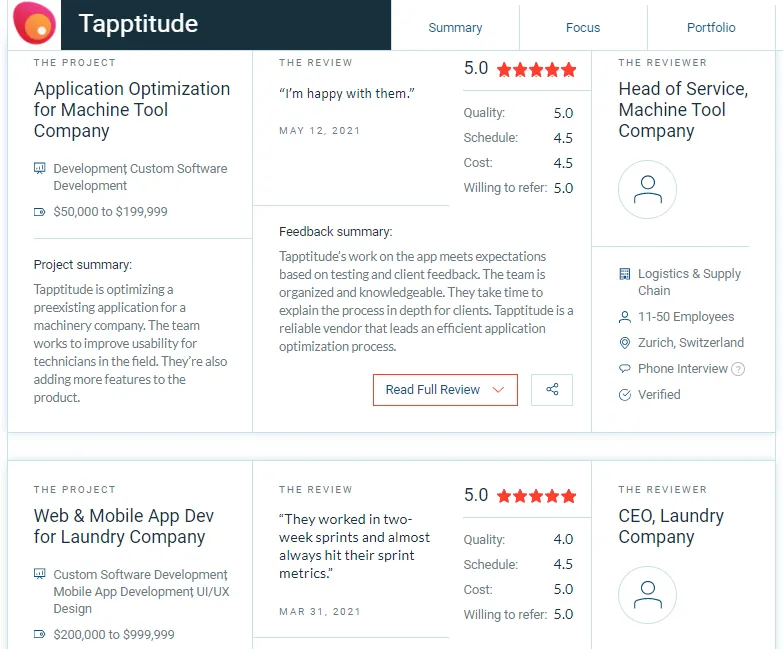 Tapptitude
Summary
Focus
Portfolio
THE PROJECT
Application Optimization
for Machine Tool
Company
Development, Custom Software
Development
$50,000 to $199,999
Project summary:
Tapptitude is optimizing a
preexisting application for a
machinery company. The team
works to improve usability for
technicians in the field. They're also
adding more features to the
product.
THE REVIEW
“I'm happy with them.”
MAY 12, 2021
5.0
Quality: 5.0
Schedule: 4.5
Cost: 4.5
Willing to refer: 5.0
Feedback summary:
Tapptitude's work on the app meets expectations
based on testing and client feedback. The team is
organized and knowledgeable. They take time to
explain the process in depth for clients. Tapptitude is a
reliable vendor that leads an efficient application
optimization process.
Read Full Review
THE REVIEWER
Head of Service,
Machine Tool
Company
Logistics & Supply
Chain
11-50 Employees
Zurich, Switzerland
Phone Interview ?
Verified
THE PROJECT
Web & Mobile App Dev
for Laundry Company
Custom Software Development,
Mobile App Development, UI/UX
Design
$200,000 to $999,999
THE REVIEW
“They worked in two-
week sprints and almost
always hit their sprint
metrics.”
MAR 31, 2021
5.0
Quality: 4.0
Schedule: 4.5
Cost: 5.0
Willing to refer: 5.0
THE REVIEWER
CEO, Laundry
Company